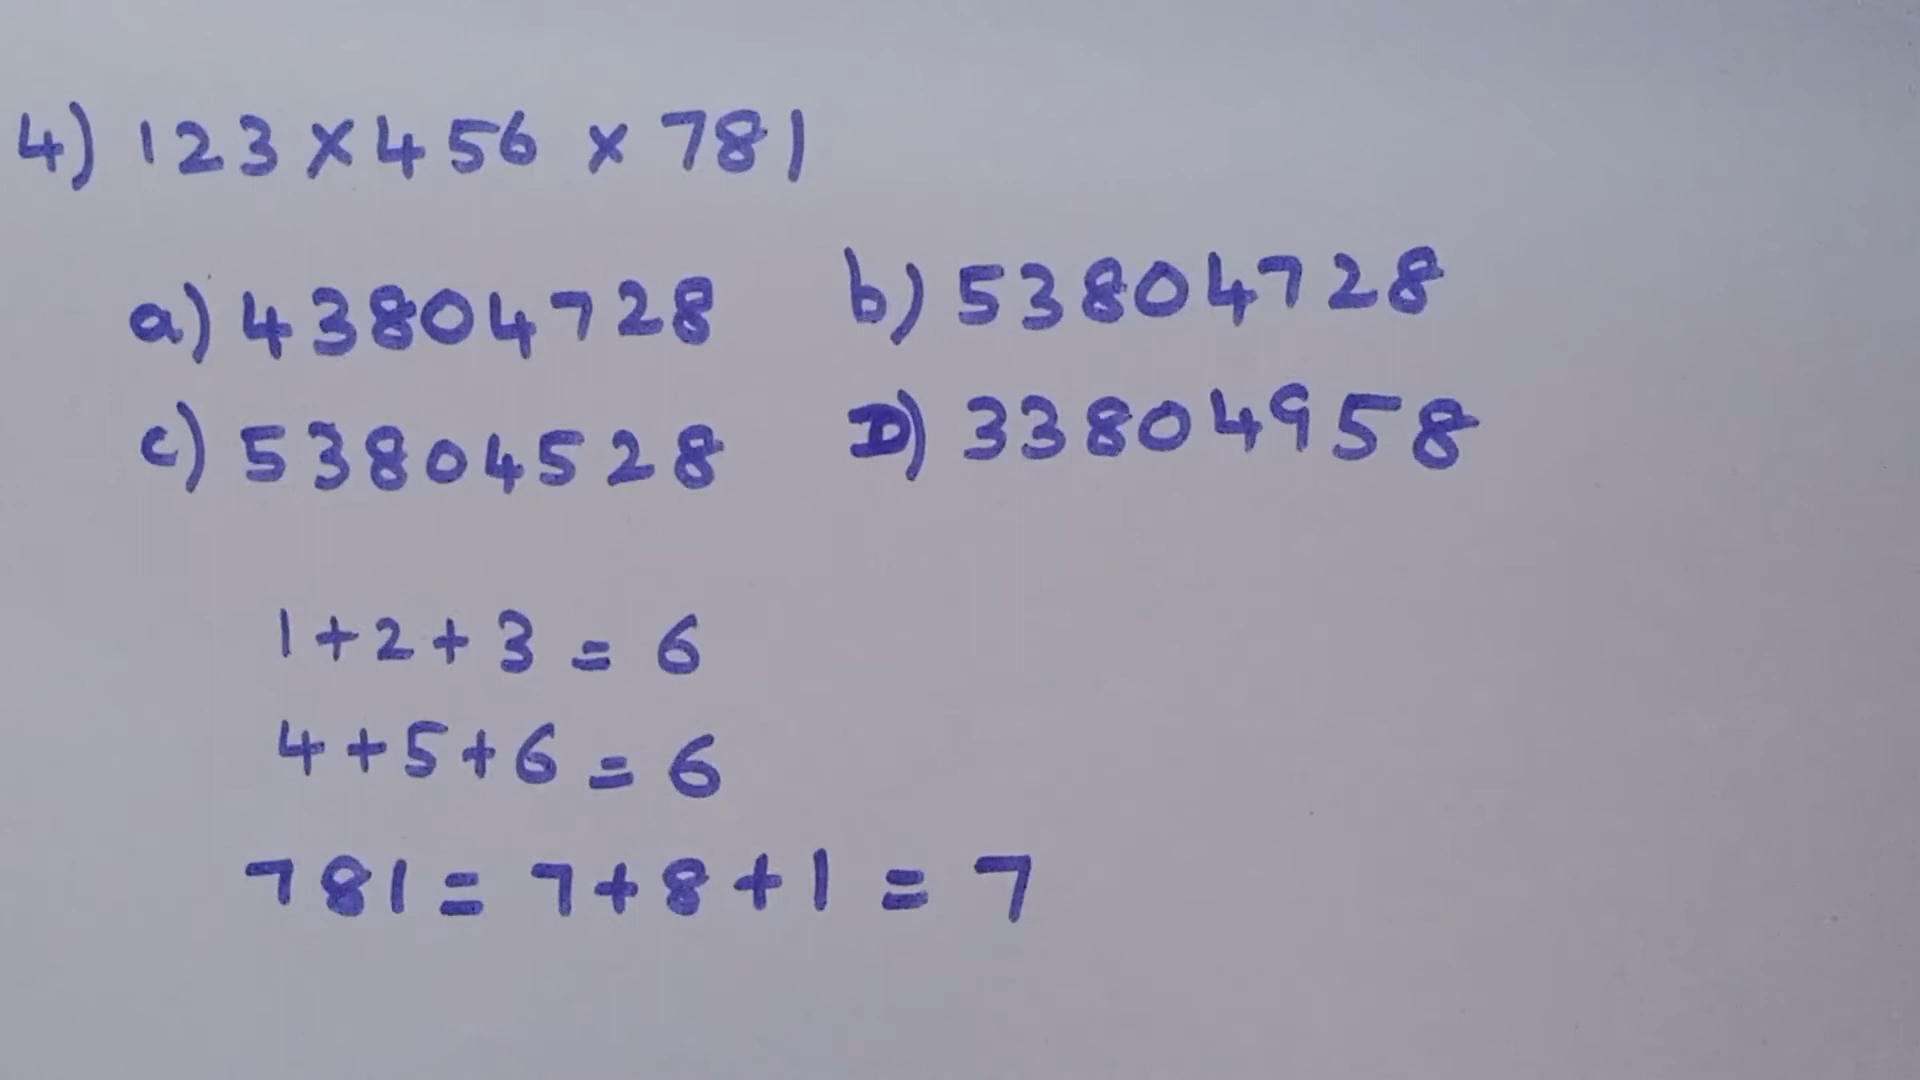 4) 123 × 456 × 781
a) 43804728 b) 53804728
c) 53804528 D) 33804958
1 + 2 + 3 = 6
4 + 5 + 6 = 6
781 = 7 + 8 + 1 = 7